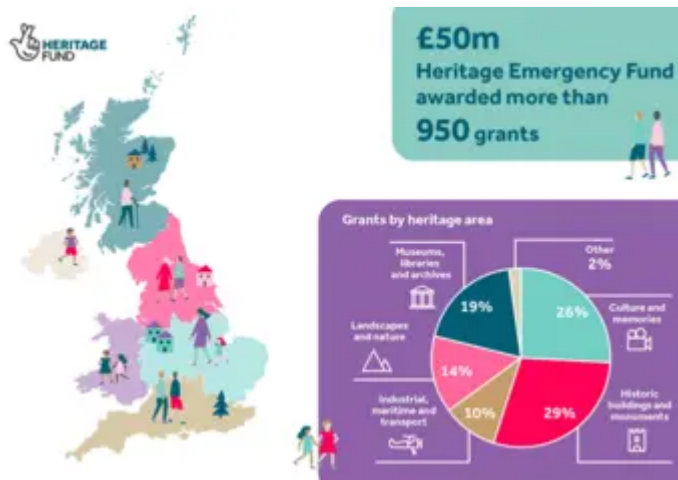 HERITAGE
FUND
£50m
Heritage Emergency Fund
awarded more than
950 grants
Grants by heritage area
Museums,
libraries
and archives
Other
2%
19%
26%
Culture and
memories
Landscapes
and nature
14%
Industrial,
maritime and
transport
10%
29%
Historic
buildings and
monuments